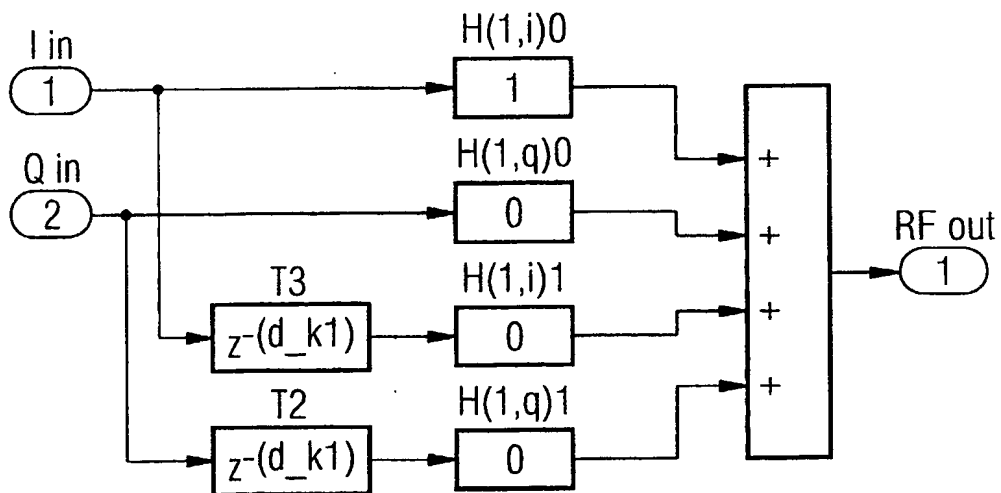 I in
1
H(1,i)0
1
+
Q in
2
H(1,q)0
0
+
RF out
1
T3
z-(d_k1)
H(1,i)1
0
+
T2
z-(d_k1)
H(1,q)1
0
+